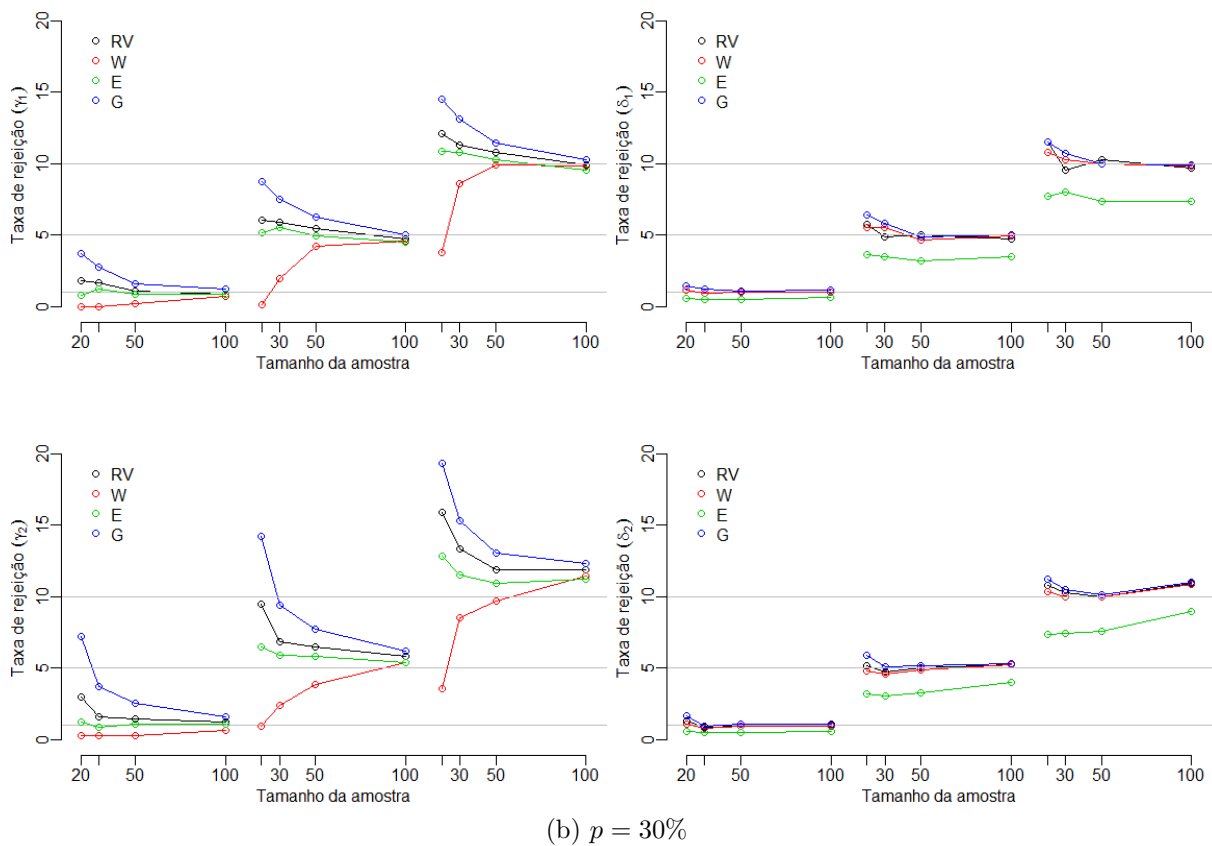 20
15
10
5
0
Taxa de rejeição (γ₁)
RV
W
E
G
20 50 100 30 50 100 30 50 100
Tamanho da amostra
20
15
10
5
0
Taxa de rejeição (δ₁)
RV
W
E
G
20 50 100 30 50 100 30 50 100
Tamanho da amostra
20
15
10
5
0
Taxa de rejeição (γ₂)
RV
W
E
G
20 50 100 30 50 100 30 50 100
Tamanho da amostra
20
15
10
5
0
Taxa de rejeição (δ₂)
RV
W
E
G
20 50 100 30 50 100 30 50 100
Tamanho da amostra
(b) p = 30%